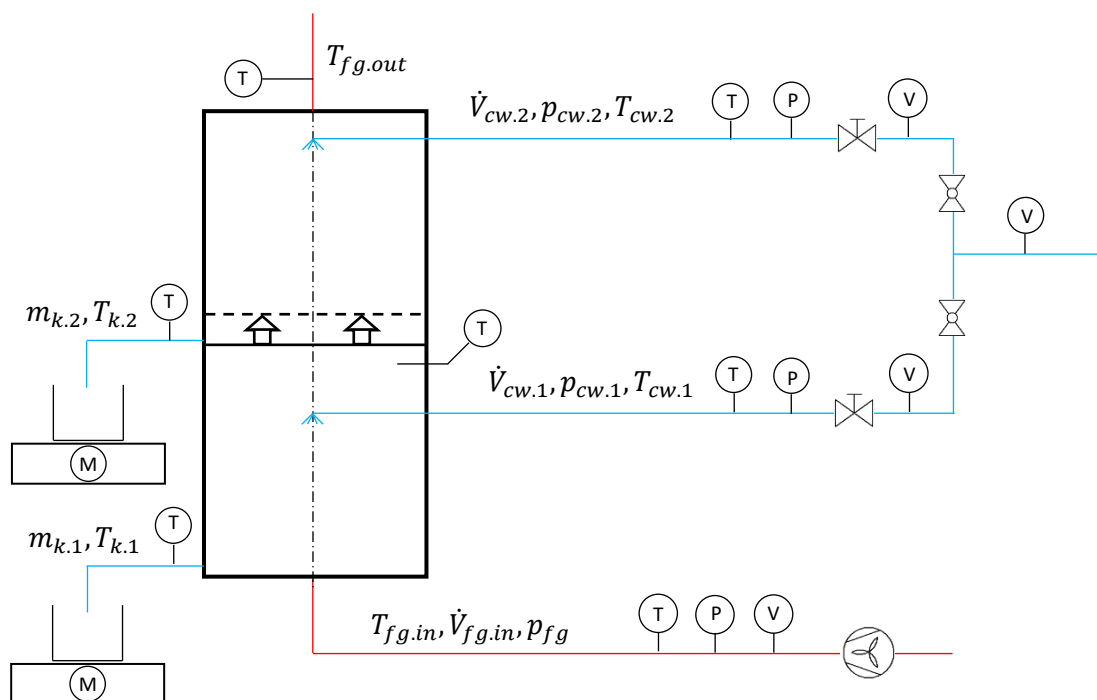 T_{fg.out}
T
V̇_{cw.2}, p_{cw.2}, T_{cw.2}
T P V
V
m_{k.2}, T_{k.2}
T
T
V̇_{cw.1}, p_{cw.1}, T_{cw.1}
T P V
M
m_{k.1}, T_{k.1}
T
T_{fg.in}, V̇_{fg.in}, p_{fg}
T P V
M